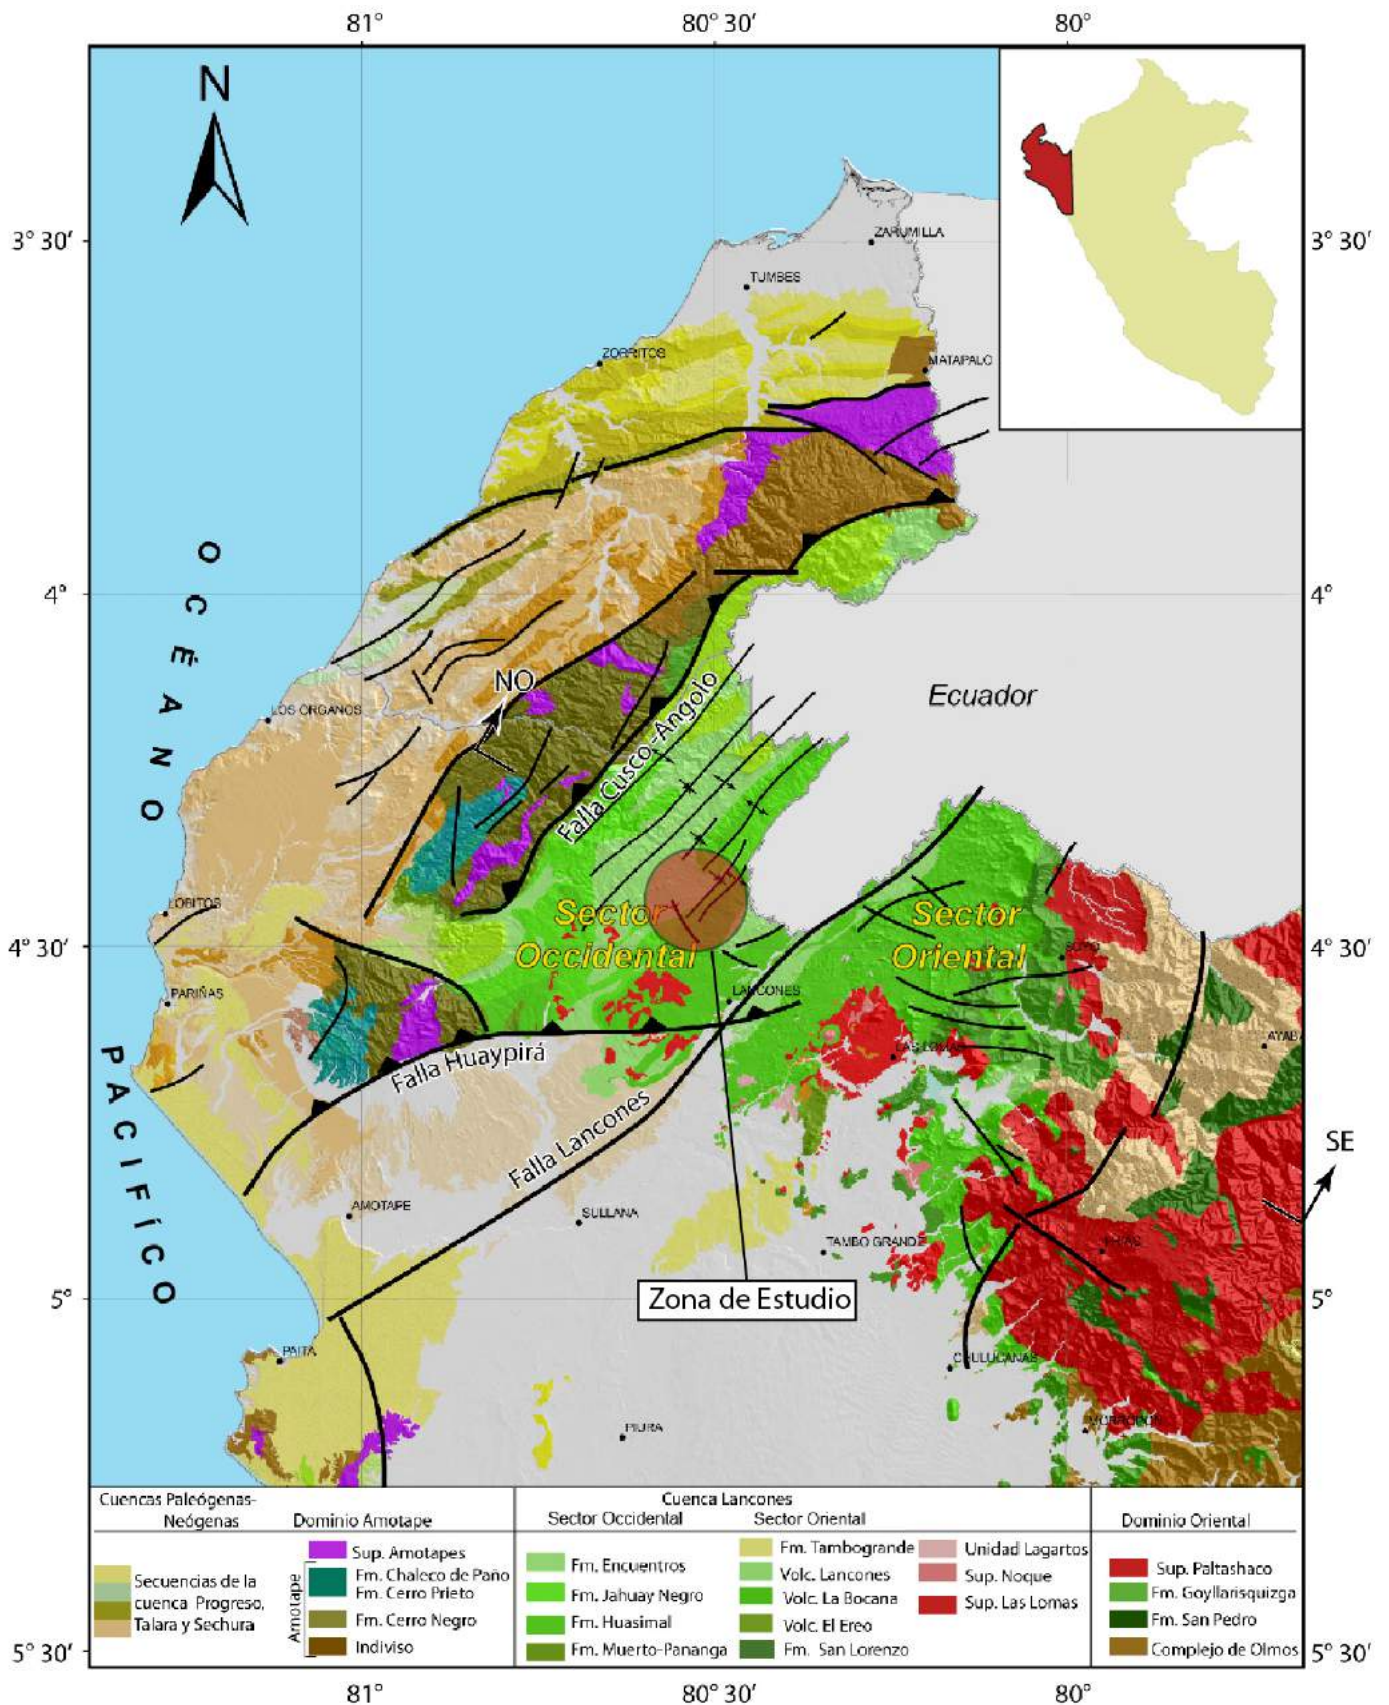 81°
80° 30′
80°
N
3° 30′
3° 30′
ZARUMILLA
TUMBES
ZORRITOS
MATAPALO
OCÉANO
4°
4°
NO
Ecuador
LOS ORGANOS
Falla Cusco-Angolo
LOBITOS
Sector
Occidental
Sector
Oriental
4° 30′
4° 30′
SUYO
PARIÑAS
LANCONES
LAS LOMAS
PACIFÍCO
Falla Huaypirá
Falla Lancones
SE
AMOTAPE
SULLANA
TAMBO GRANDE
FRIAS
Zona de Estudio
5°
5°
PAITA
CHULUCANAS
PIURA
MORROPON
Cuencas Paleógenas-
Neógenas
Dominio Amotape
Cuenca Lancones
Sector Occidental
Sector Oriental
Dominio Oriental
Secuencias de la
cuenca Progreso,
Talara y Sechura
Amotape
Sup. Amotapes
Fm. Chaleco de Paño
Fm. Cerro Prieto
Fm. Cerro Negro
Indiviso
Fm. Encuentros
Fm. Jahuay Negro
Fm. Huasimal
Fm. Muerto-Pananga
Fm. Tambogrande
Volc. Lancones
Volc. La Bocana
Volc. El Ereo
Fm. San Lorenzo
Unidad Lagartos
Sup. Noque
Sup. Las Lomas
Sup. Paltashaco
Fm. Goyllarisquizga
Fm. San Pedro
Complejo de Olmos
5° 30′
5° 30′
81°
80° 30′
80°